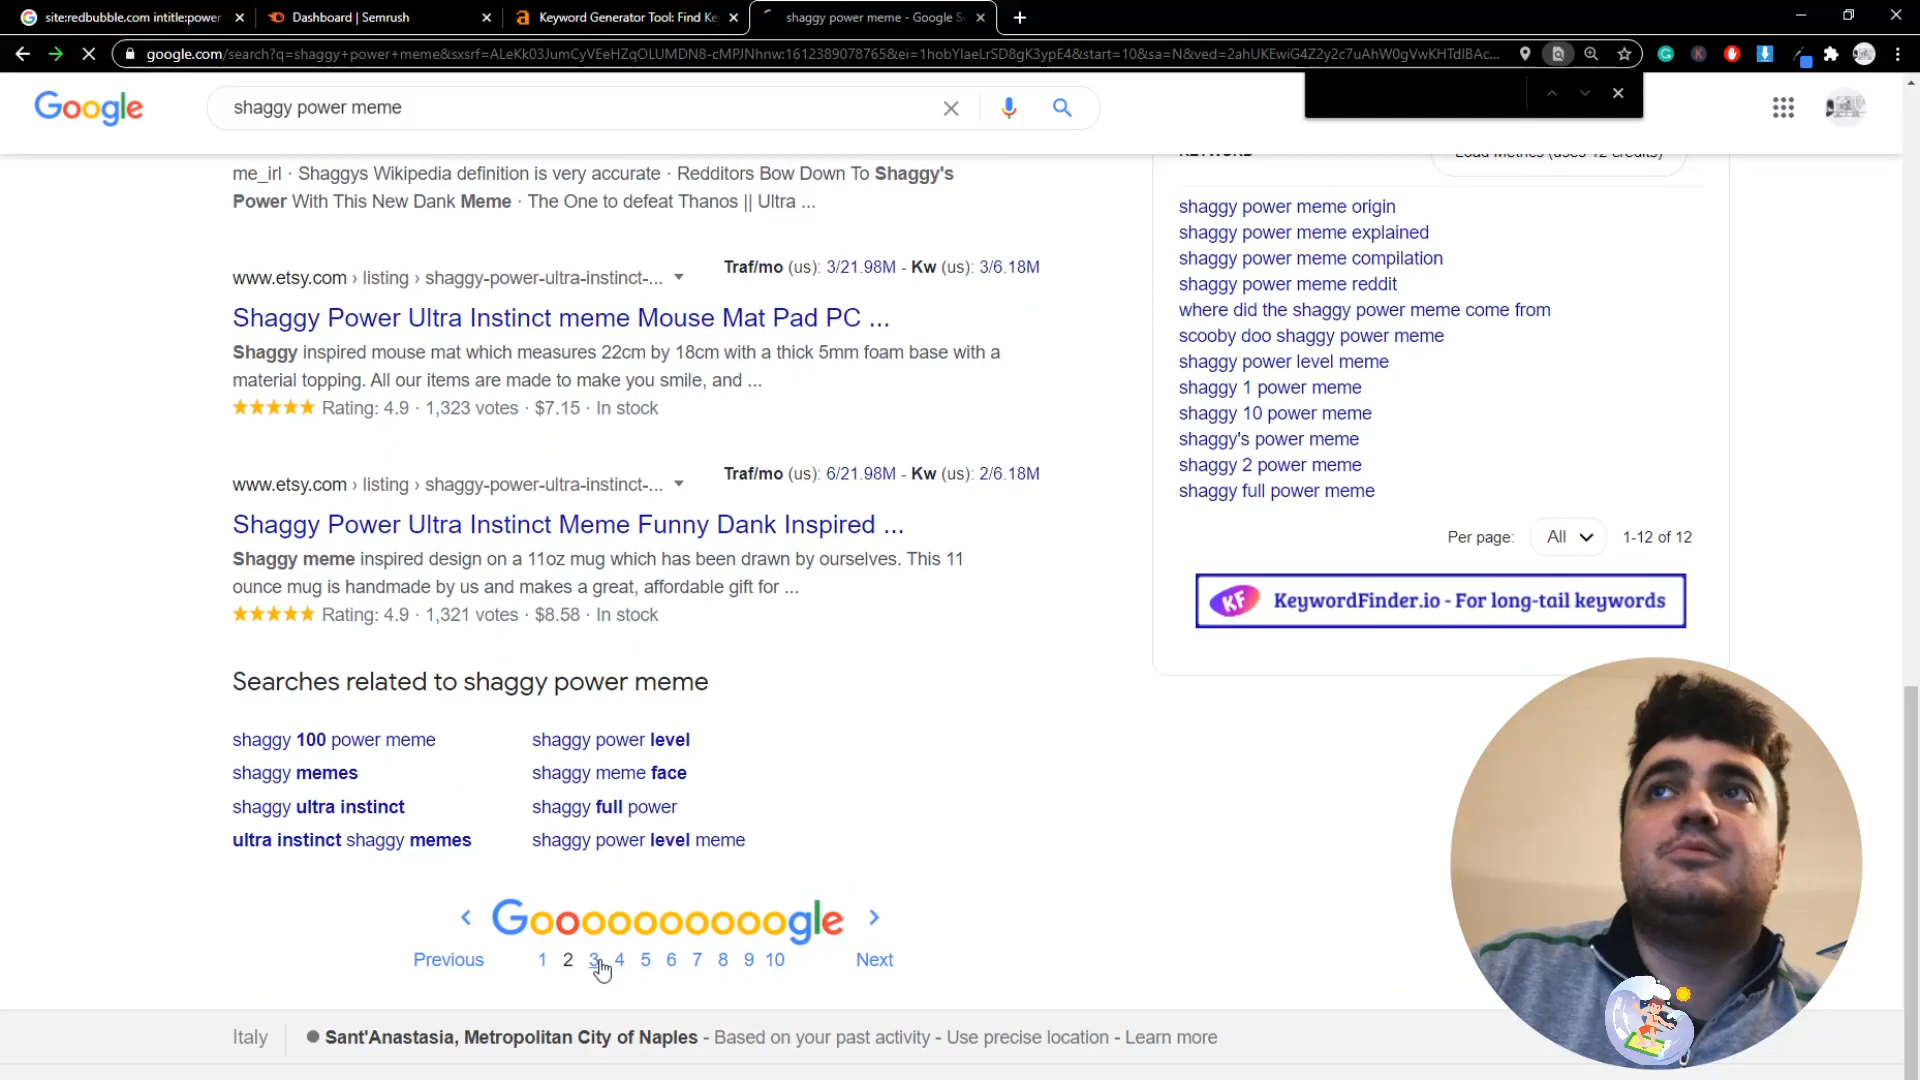 site:redbubble.com intitle:power
Dashboard | Semrush
Keyword Generator Tool: Find Ke
shaggy power meme - Google S
google.com/search?q=shaggy+power+meme&sxsrf=ALeKk03JumCyVEeHZqOLUMDN8-cMPJNhnw:1612389078765&ei=1hobYIaeLrSD8gK3ypE4&start=10&sa=N&ved=2ahUKEwiG4Z2y2c7uAhW0gVwKHTdlBAc...
Google
shaggy power meme
me_irl · Shaggys Wikipedia definition is very accurate · Redditors Bow Down To Shaggy's
Power With This New Dank Meme · The One to defeat Thanos || Ultra ...
www.etsy.com › listing › shaggy-power-ultra-instinct-...
Traf/mo (us): 3/21.98M - Kw (us): 3/6.18M
Shaggy Power Ultra Instinct meme Mouse Mat Pad PC ...
Shaggy inspired mouse mat which measures 22cm by 18cm with a thick 5mm foam base with a
material topping. All our items are made to make you smile, and ...
Rating: 4.9 · 1,323 votes · $7.15 · In stock
www.etsy.com › listing › shaggy-power-ultra-instinct-...
Traf/mo (us): 6/21.98M - Kw (us): 2/6.18M
Shaggy Power Ultra Instinct Meme Funny Dank Inspired ...
Shaggy meme inspired design on a 11oz mug which has been drawn by ourselves. This 11
ounce mug is handmade by us and makes a great, affordable gift for ...
Rating: 4.9 · 1,321 votes · $8.58 · In stock
Searches related to shaggy power meme
shaggy 100 power meme
shaggy power level
shaggy memes
shaggy meme face
shaggy ultra instinct
shaggy full power
ultra instinct shaggy memes
shaggy power level meme
Goooooooooogle
Previous 1 2 3 4 5 6 7 8 9 10 Next
KEYWORD
Load Metrics (uses 12 credits)
shaggy power meme origin
shaggy power meme explained
shaggy power meme compilation
shaggy power meme reddit
where did the shaggy power meme come from
scooby doo shaggy power meme
shaggy power level meme
shaggy 1 power meme
shaggy 10 power meme
shaggy's power meme
shaggy 2 power meme
shaggy full power meme
Per page: All 1-12 of 12
KF KeywordFinder.io - For long-tail keywords
Italy
Sant'Anastasia, Metropolitan City of Naples - Based on your past activity - Use precise location - Learn more